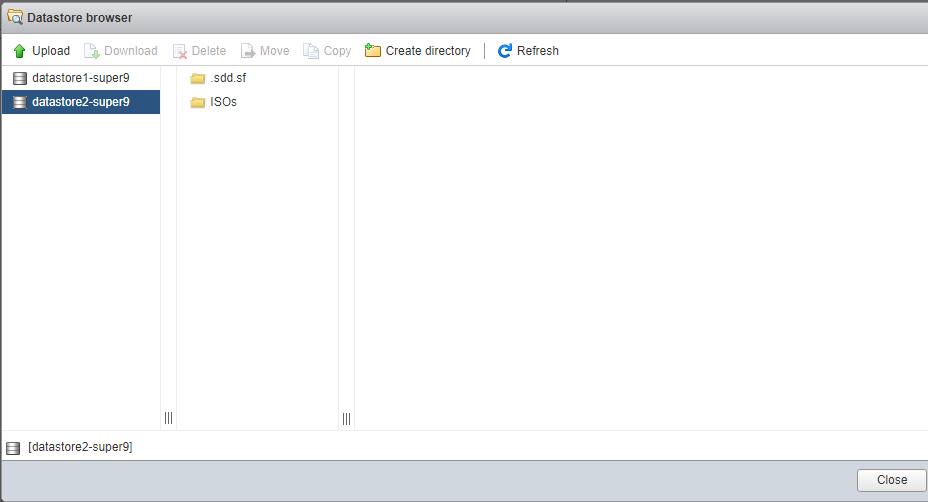 Datastore browser
Upload Download Delete Move Copy Create directory Refresh
datastore1-super9 .sdd.sf
datastore2-super9 ISOs
[datastore2-super9]
Close